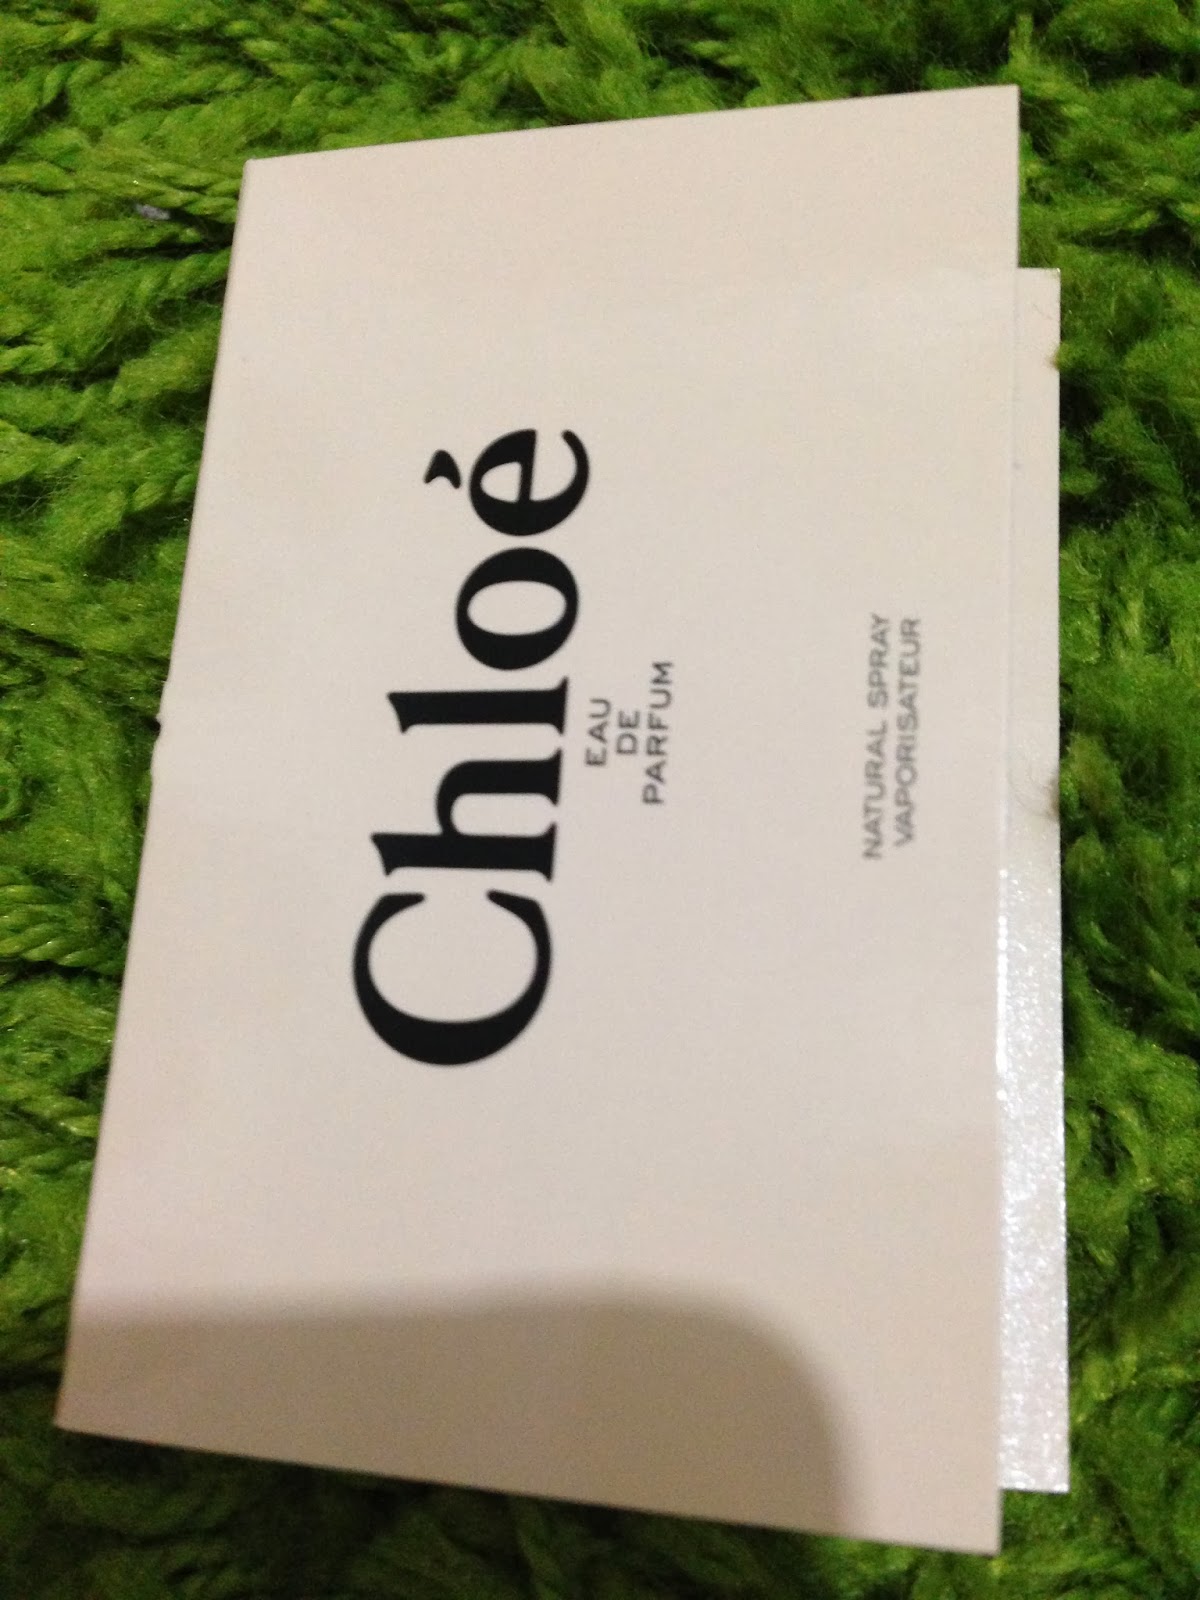 Chloé
EAU
DE
PARFUM
NATURAL SPRAY
VAPORISATEUR